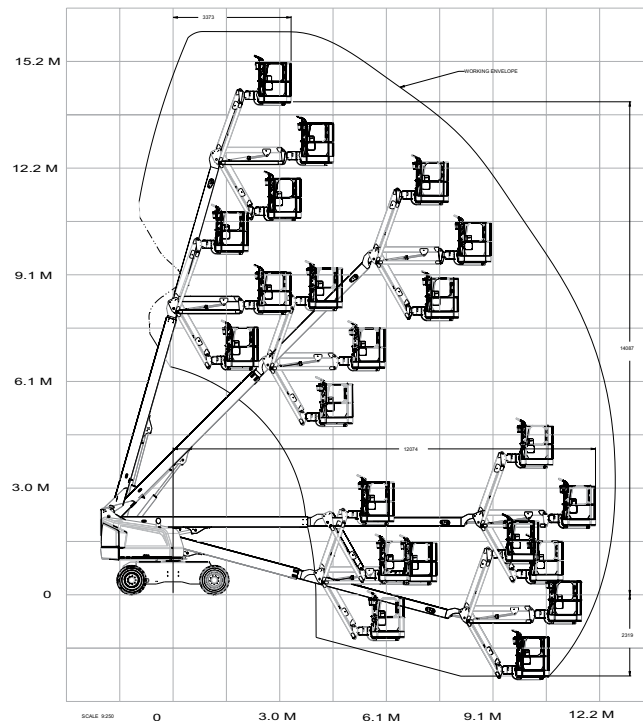 3373
15.2 M
WORKING ENVELOPE
12.2 M
9.1 M
14087
6.1 M
12074
3.0 M
0
2319
SCALE 9:250
0 3.0 M 6.1 M 9.1 M 12.2 M